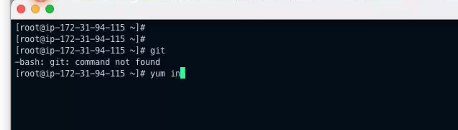 [root@ip-172-31-94-115 ~]#
[root@ip-172-31-94-115 ~]#
[root@ip-172-31-94-115 ~]# git
-bash: git: command not found
[root@ip-172-31-94-115 ~]# yum in